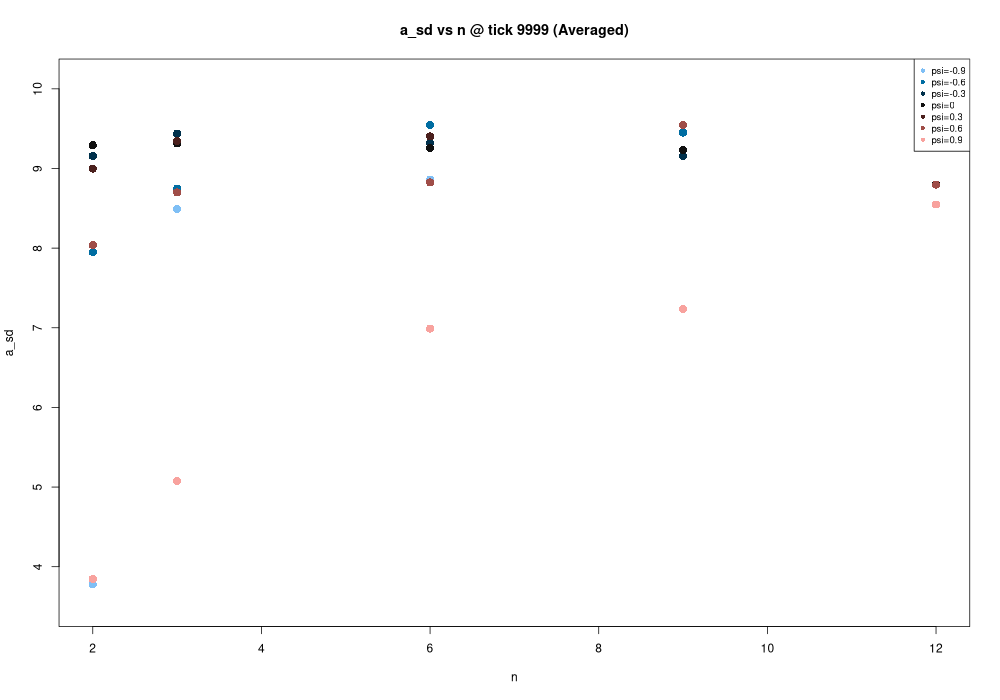 a_sd vs n @ tick 9999 (Averaged)
psi=-0.9
psi=-0.6
psi=-0.3
psi=0
psi=0.3
psi=0.6
psi=0.9
10
9
8
7
6
5
4
a_sd
2 4 6 8 10 12
n